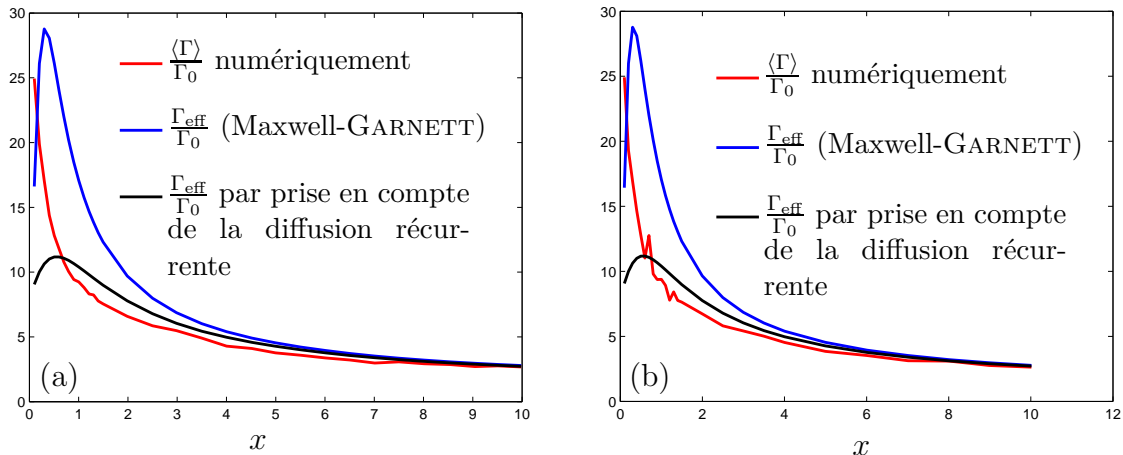 30
25
20
15
10
5
0
⟨Γ⟩/Γ₀ numériquement
Γeff/Γ₀ (Maxwell-GARNETT)
Γeff/Γ₀ par prise en compte
de la diffusion récur-
rente
(a)
0 1 2 3 4 5 6 7 8 9 10
x
30
25
20
15
10
5
0
⟨Γ⟩/Γ₀ numériquement
Γeff/Γ₀ (Maxwell-GARNETT)
Γeff/Γ₀ par prise en compte
de la diffusion récur-
rente
(b)
0 2 4 6 8 10 12
x